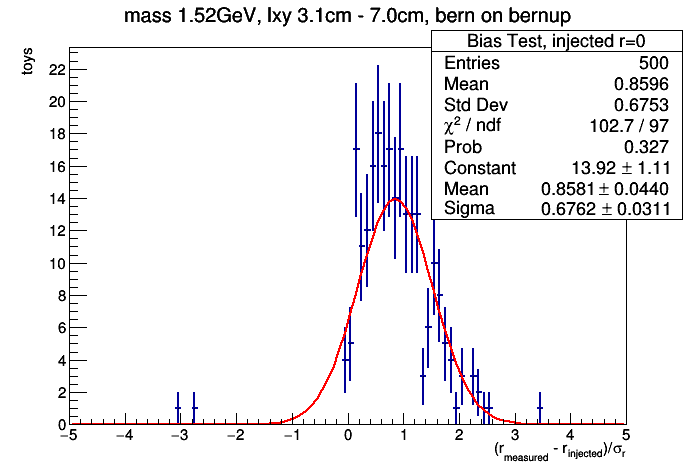 mass 1.52GeV, lxy 3.1cm - 7.0cm, bern on bernup
Bias Test, injected r=0
Entries 500
Mean 0.8596
Std Dev 0.6753
χ² / ndf 102.7 / 97
Prob 0.327
Constant 13.92 ± 1.11
Mean 0.8581 ± 0.0440
Sigma 0.6762 ± 0.0311
toys
22
20
18
16
14
12
10
8
6
4
2
0
−5 −4 −3 −2 −1 0 1 2 3 4 5
(r_measured - r_injected)/σ_r